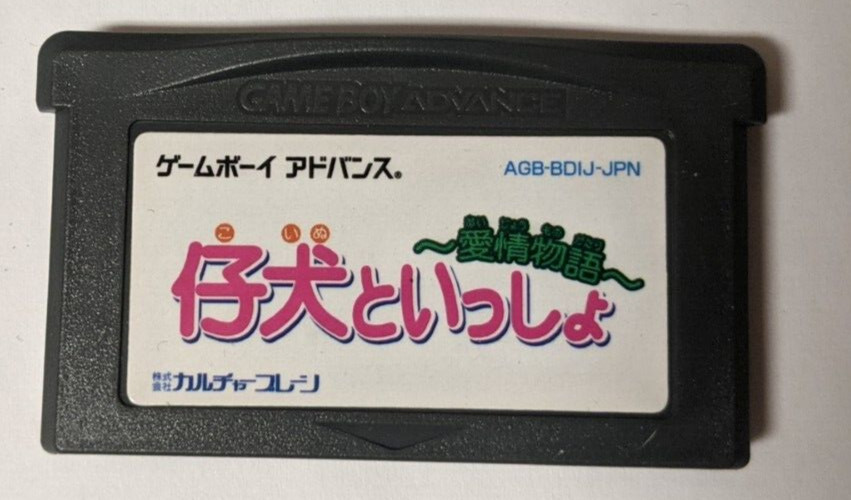 GAME BOY ADVANCE
ゲームボーイ アドバンス® AGB-BDIJ-JPN
こ いぬ
仔犬といっしょ
あい じょう もの がたり
～愛情物語～
株式会社 カルチャーブレーン